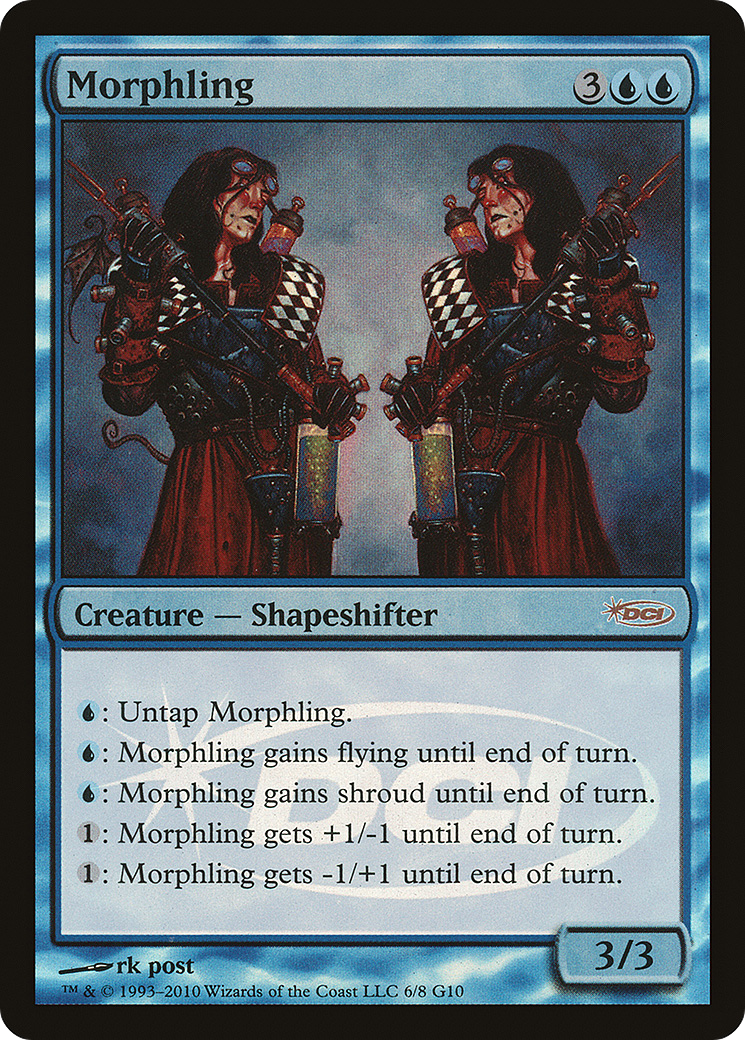 Morphling 3
Creature — Shapeshifter DCI
: Untap Morphling.
: Morphling gains flying until end of turn.
: Morphling gains shroud until end of turn.
1: Morphling gets +1/-1 until end of turn.
1: Morphling gets -1/+1 until end of turn.
DCI
3/3
rk post
™ & © 1993–2010 Wizards of the Coast LLC 6/8 G10